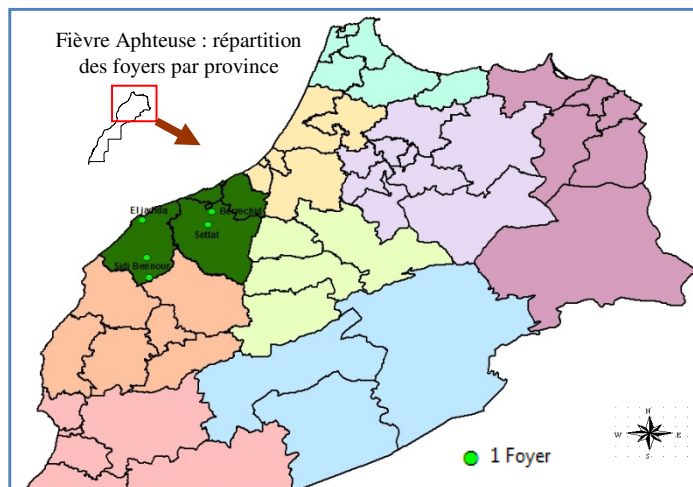 Fièvre Aphteuse : répartition
des foyers par province
El jadida
Berrechid
Settat
Sidi Bennour
N
W
E
S
1 Foyer